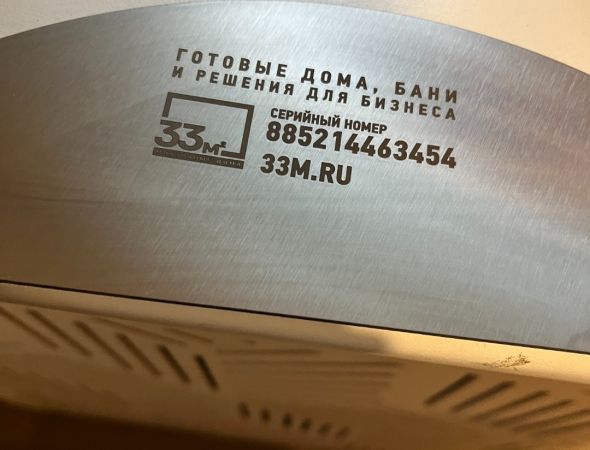 ГОТОВЫЕ ДОМА, БАНИ
И РЕШЕНИЯ ДЛЯ БИЗНЕСА
33м²
СЕРИЙНЫЙ НОМЕР
885214463454
33M.RU